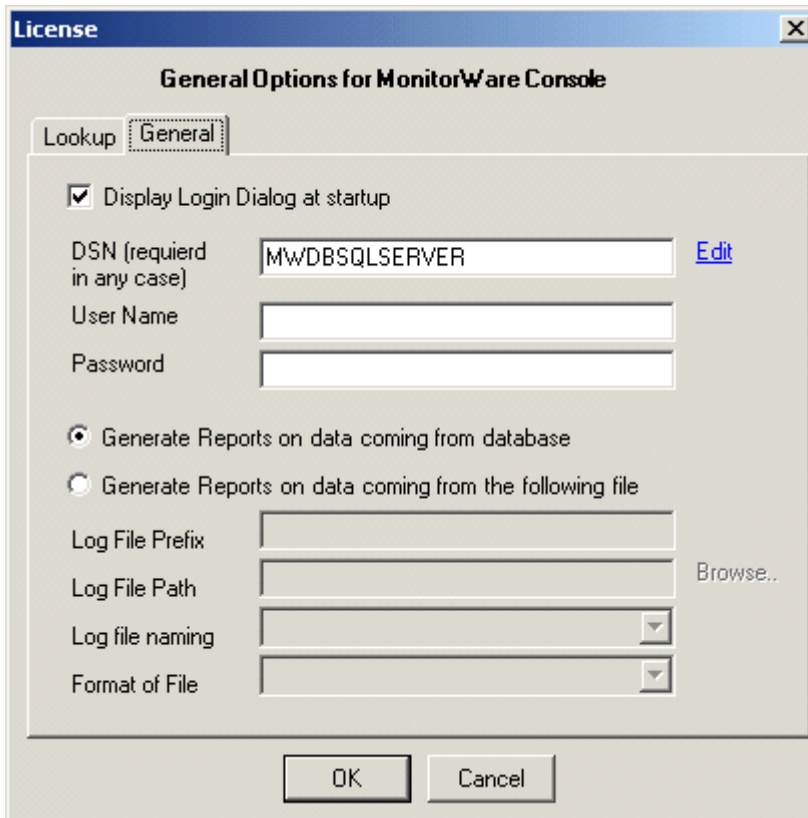 License
General Options for MonitorWare Console
Lookup General
Display Login Dialog at startup
DSN (requierd
in any case)
MWDBSQLSERVER
Edit
User Name
Password
Generate Reports on data coming from database
Generate Reports on data coming from the following file
Log File Prefix
Log File Path
Browse..
Log file naming
Format of File
OK Cancel